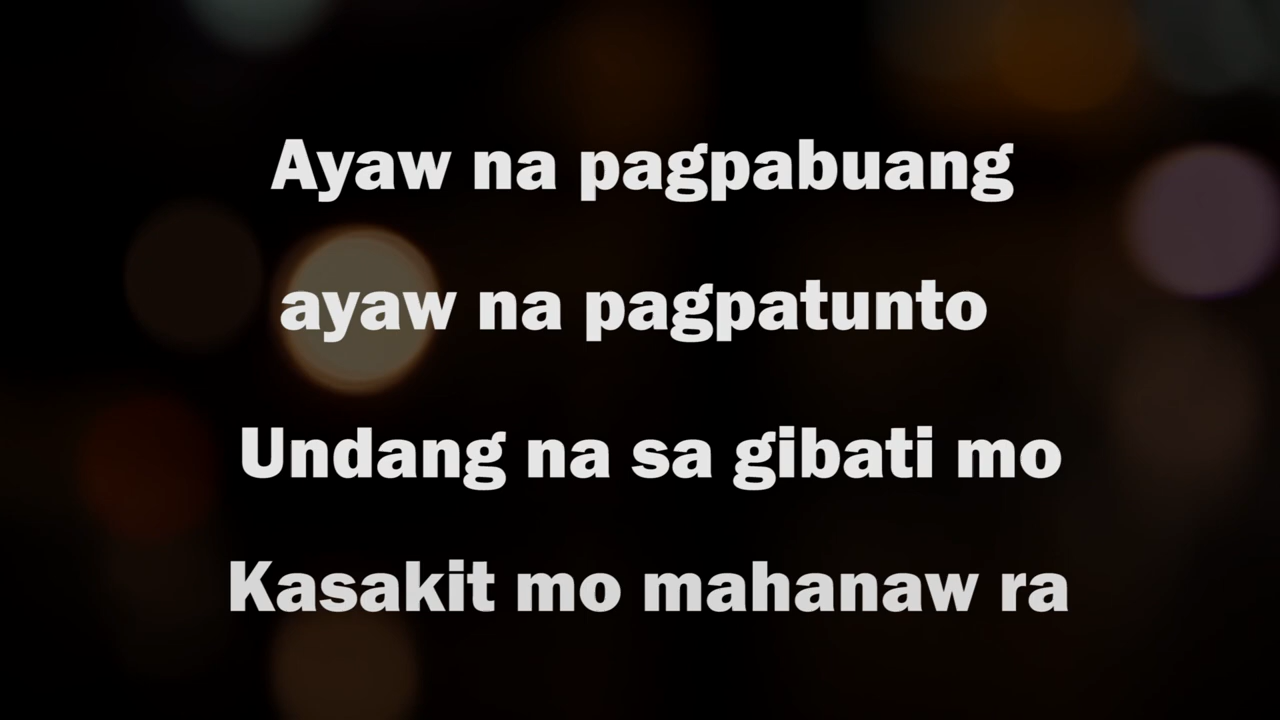 Ayaw na pagpabuang
ayaw na pagpatunto
Undang na sa gibati mo
Kasakit mo mahanaw ra